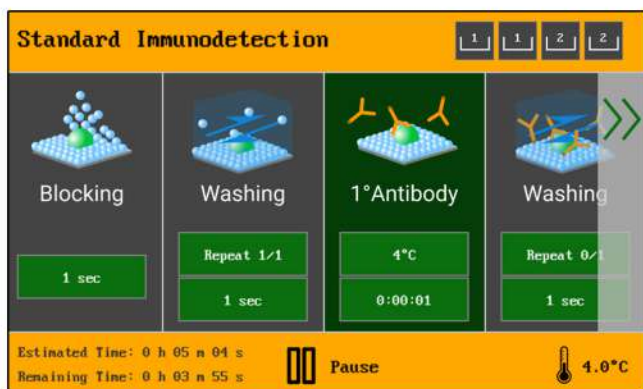 Standard Immunodetection
1 1 2 2
Blocking
Washing
1°Antibody
Washing
1 sec
Repeat 1/1
1 sec
4°C
0:00:01
Repeat 0/1
1 sec
Estimated Time: 0 h 05 m 04 s
Remaining Time: 0 h 03 m 55 s
Pause
4.0°C